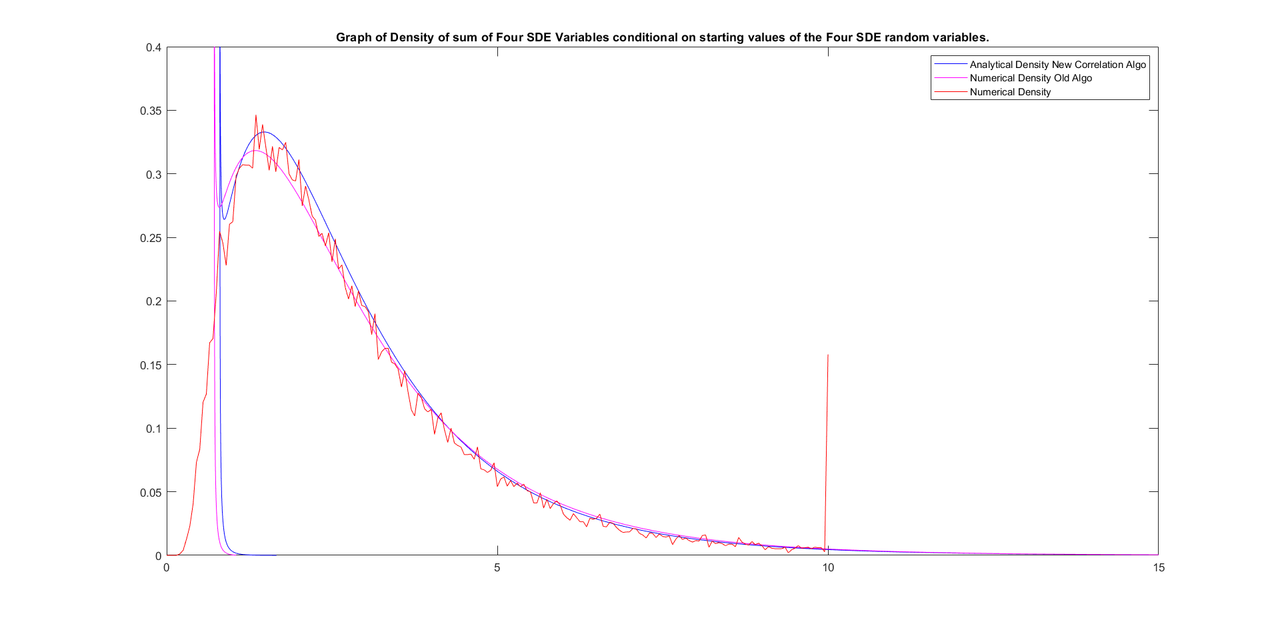 Graph of Density of sum of Four SDE Variables conditional on starting values of the Four SDE random variables.
Analytical Density New Correlation Algo
Numerical Density Old Algo
Numerical Density
0.4
0.35
0.3
0.25
0.2
0.15
0.1
0.05
0
0 5 10 15